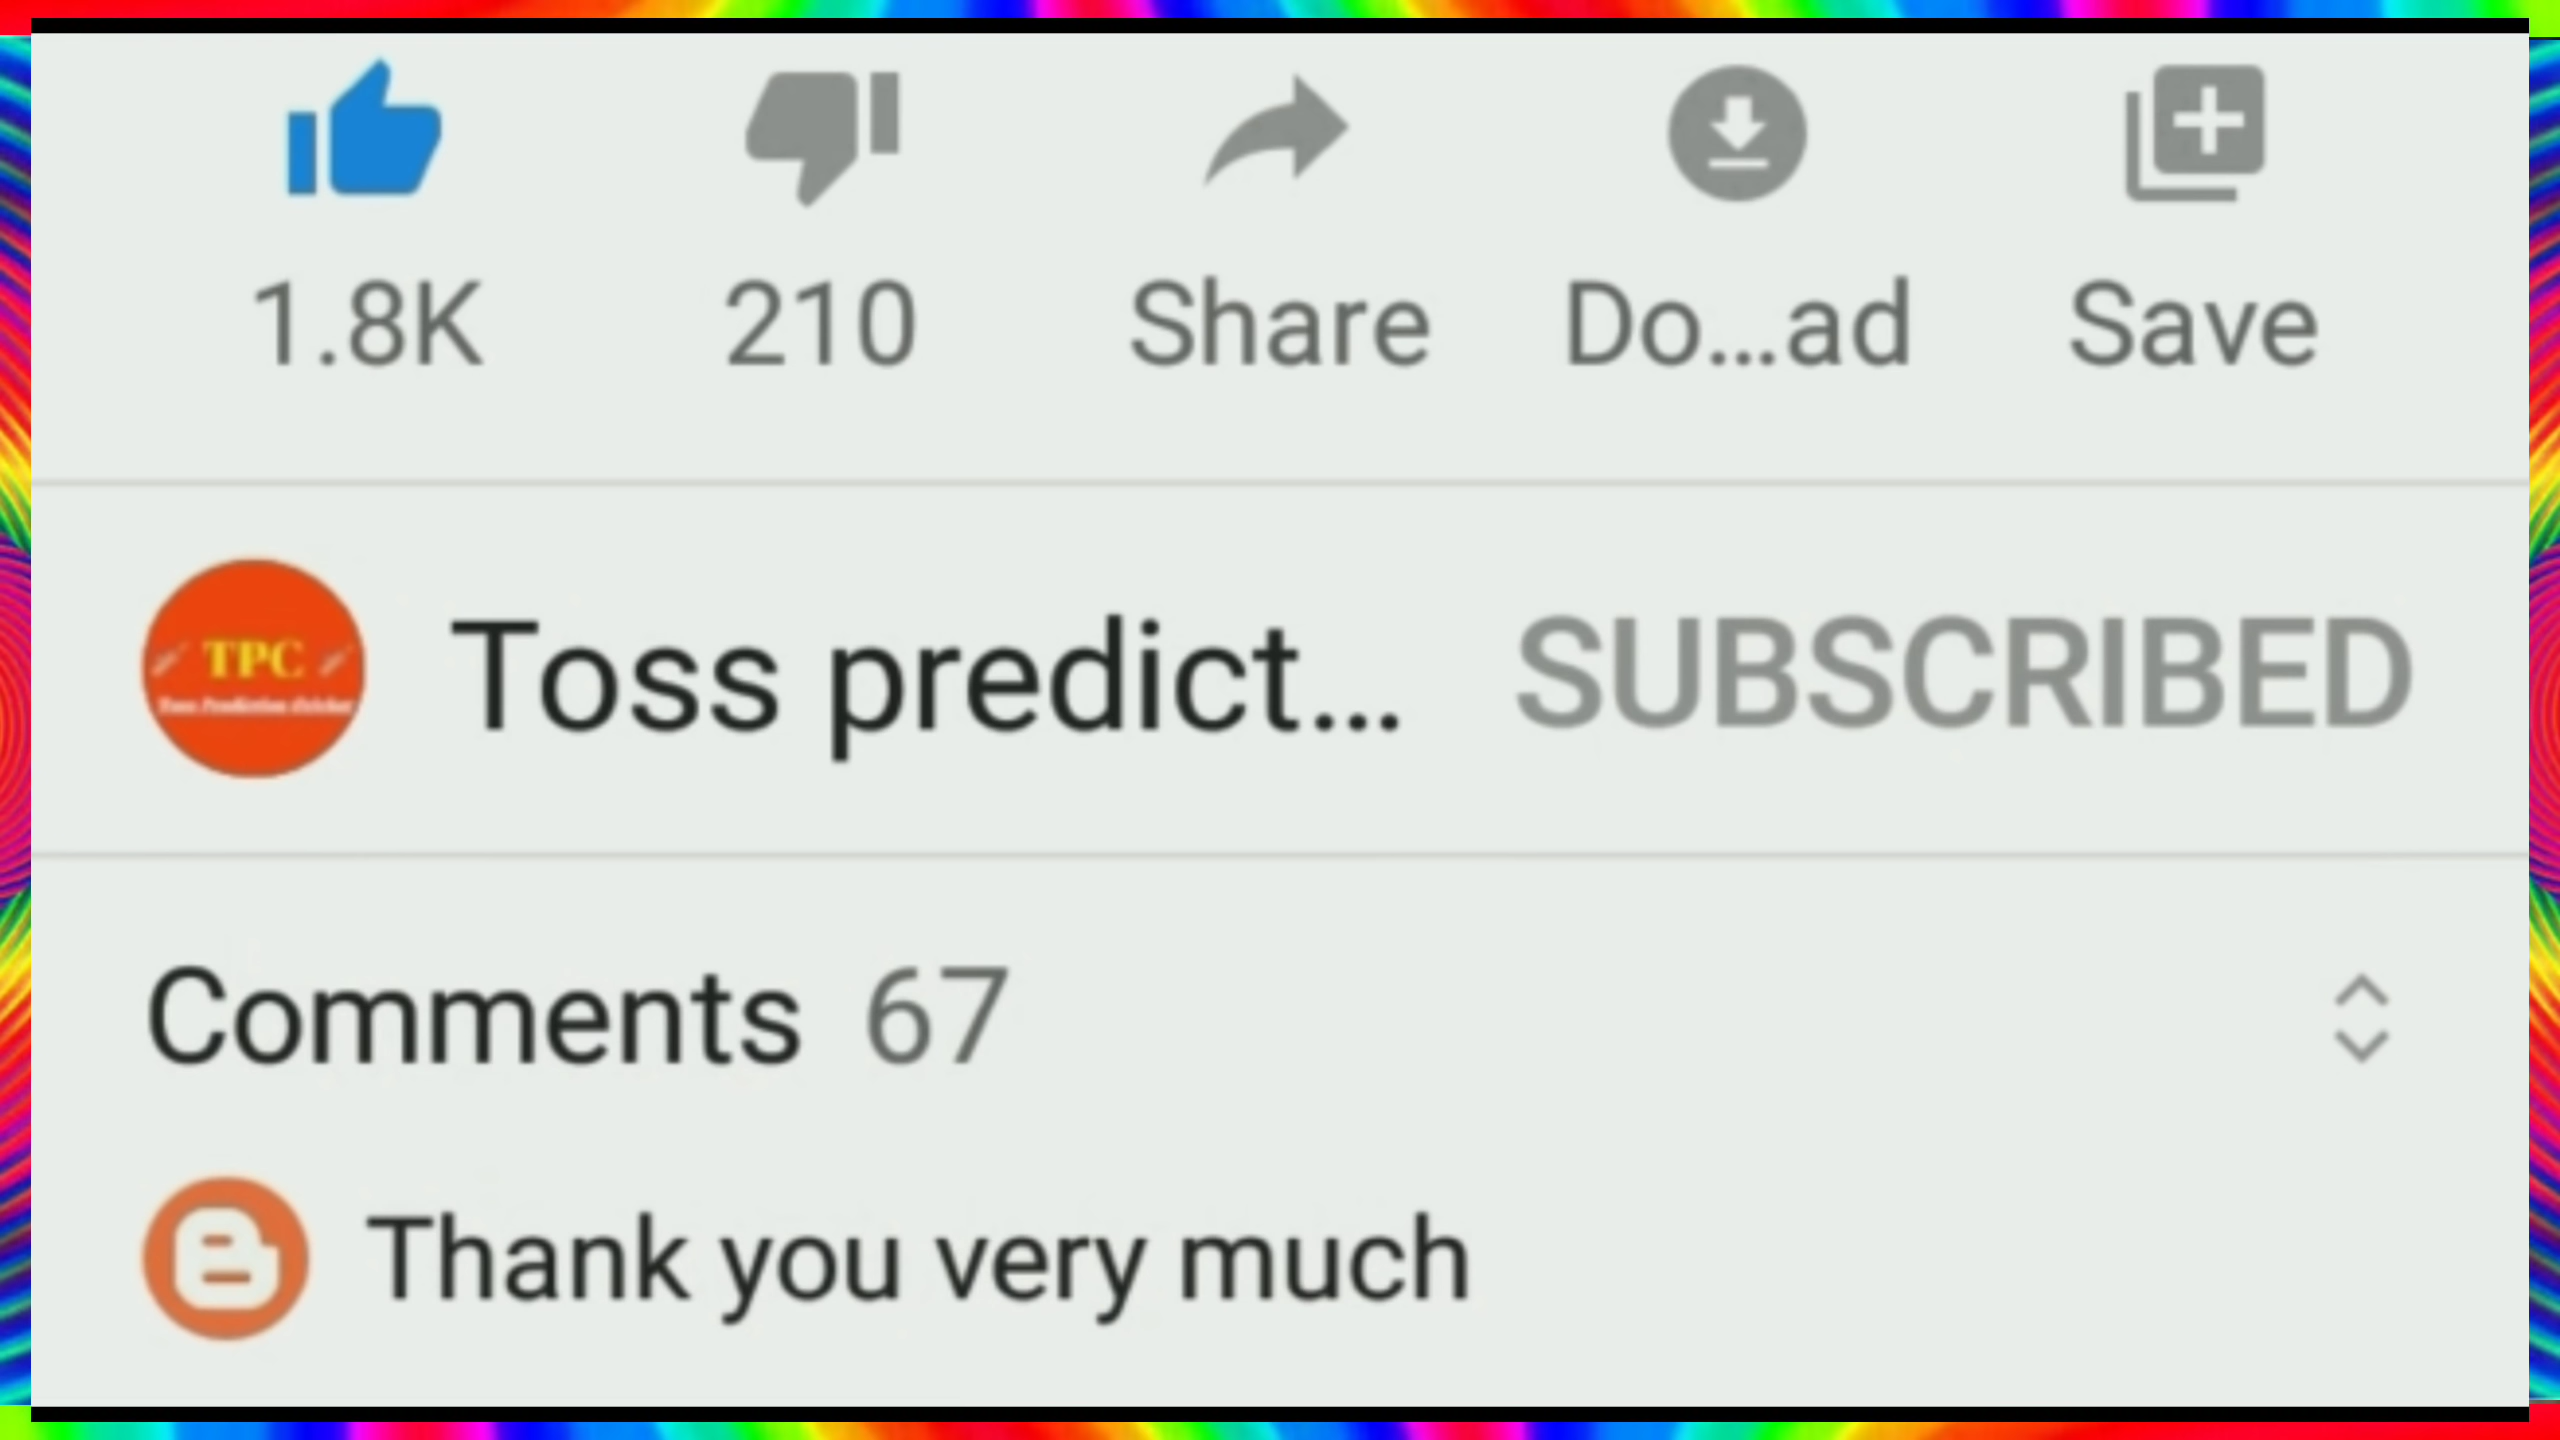 1.8K 210 Share Do...ad Save
TPC
Toss predict... SUBSCRIBED
Comments 67
Thank you very much